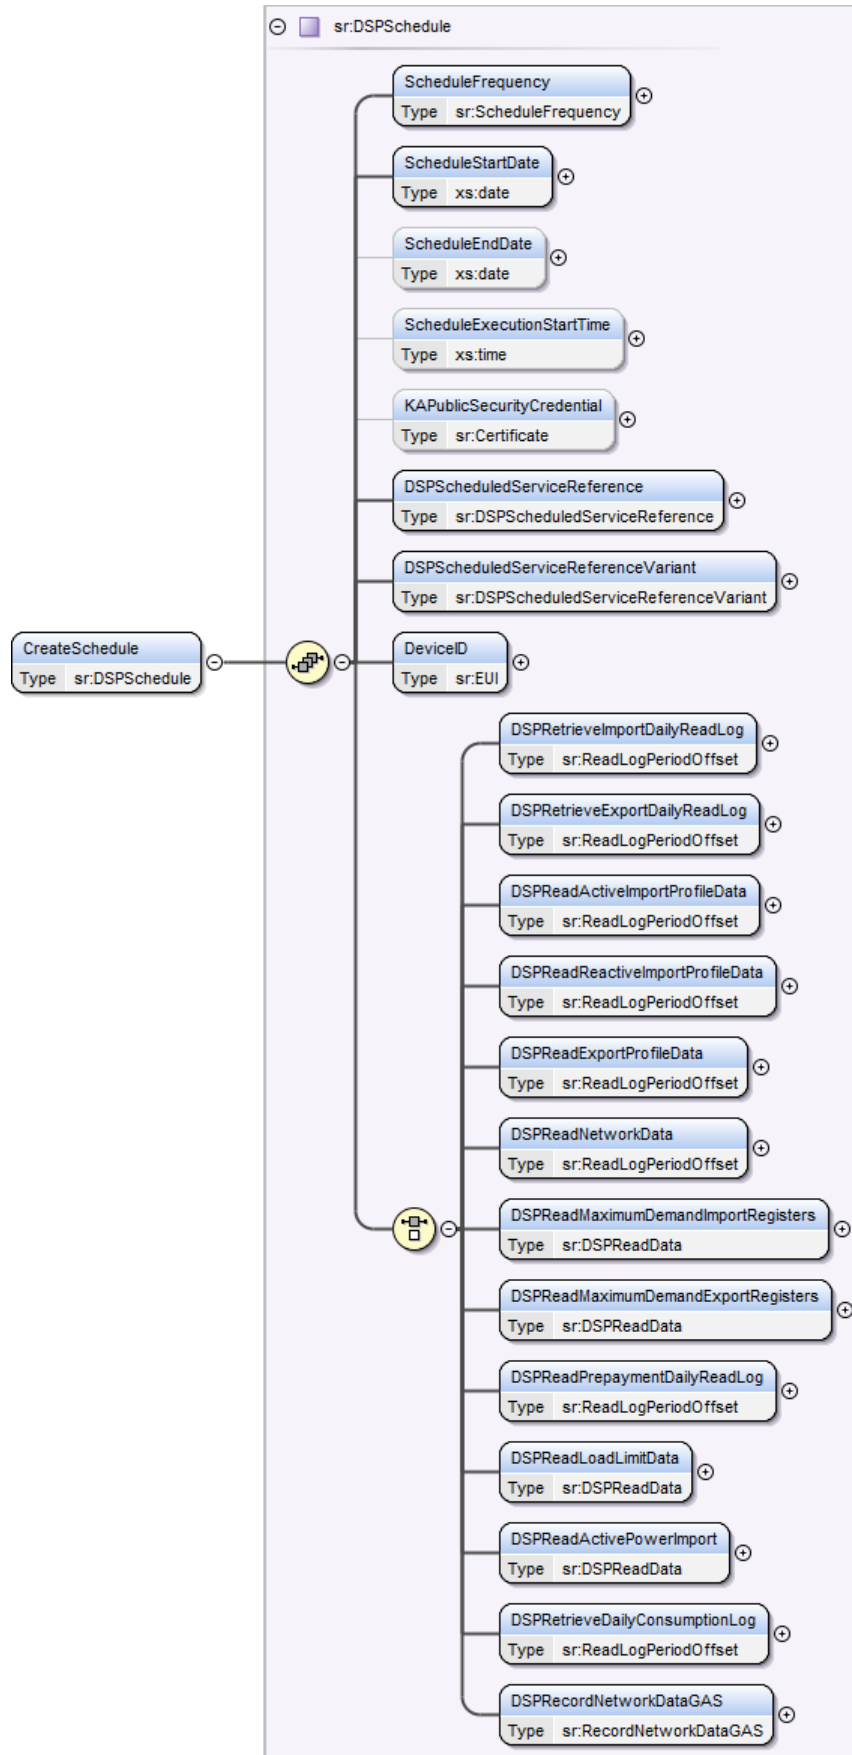 sr:DSPSchedule
ScheduleFrequency
Type sr:ScheduleFrequency
ScheduleStartDate
Type xs:date
ScheduleEndDate
Type xs:date
ScheduleExecutionStartTime
Type xs:time
KAPublicSecurityCredential
Type sr:Certificate
DSPScheduledServiceReference
Type sr:DSPScheduledServiceReference
DSPScheduledServiceReferenceVariant
Type sr:DSPScheduledServiceReferenceVariant
CreateSchedule
Type sr:DSPSchedule
DeviceID
Type sr:EUI
DSPRetrieveImportDailyReadLog
Type sr:ReadLogPeriodOffset
DSPRetrieveExportDailyReadLog
Type sr:ReadLogPeriodOffset
DSPReadActiveImportProfileData
Type sr:ReadLogPeriodOffset
DSPReadReactiveImportProfileData
Type sr:ReadLogPeriodOffset
DSPReadExportProfileData
Type sr:ReadLogPeriodOffset
DSPReadNetworkData
Type sr:ReadLogPeriodOffset
DSPReadMaximumDemandImportRegisters
Type sr:DSPReadData
DSPReadMaximumDemandExportRegisters
Type sr:DSPReadData
DSPReadPrepaymentDailyReadLog
Type sr:ReadLogPeriodOffset
DSPReadLoadLimitData
Type sr:DSPReadData
DSPReadActivePowerImport
Type sr:DSPReadData
DSPRetrieveDailyConsumptionLog
Type sr:ReadLogPeriodOffset
DSPRecordNetworkDataGAS
Type sr:RecordNetworkDataGAS